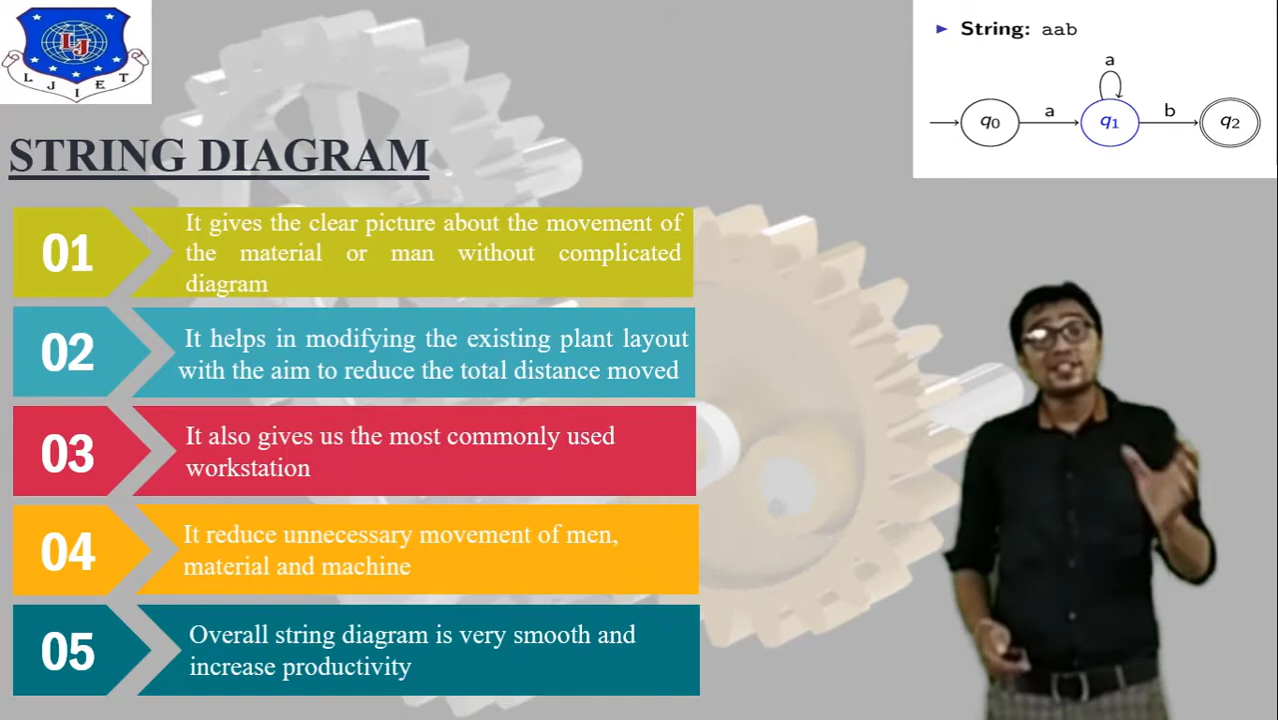 LJ
L J I E T
► String: aab
a
q0 a q1 b q2
STRING DIAGRAM
01
It gives the clear picture about the movement of
the material or man without complicated
diagram
02
It helps in modifying the existing plant layout
with the aim to reduce the total distance moved
03
It also gives us the most commonly used
workstation
04
It reduce unnecessary movement of men,
material and machine
05
Overall string diagram is very smooth and
increase productivity